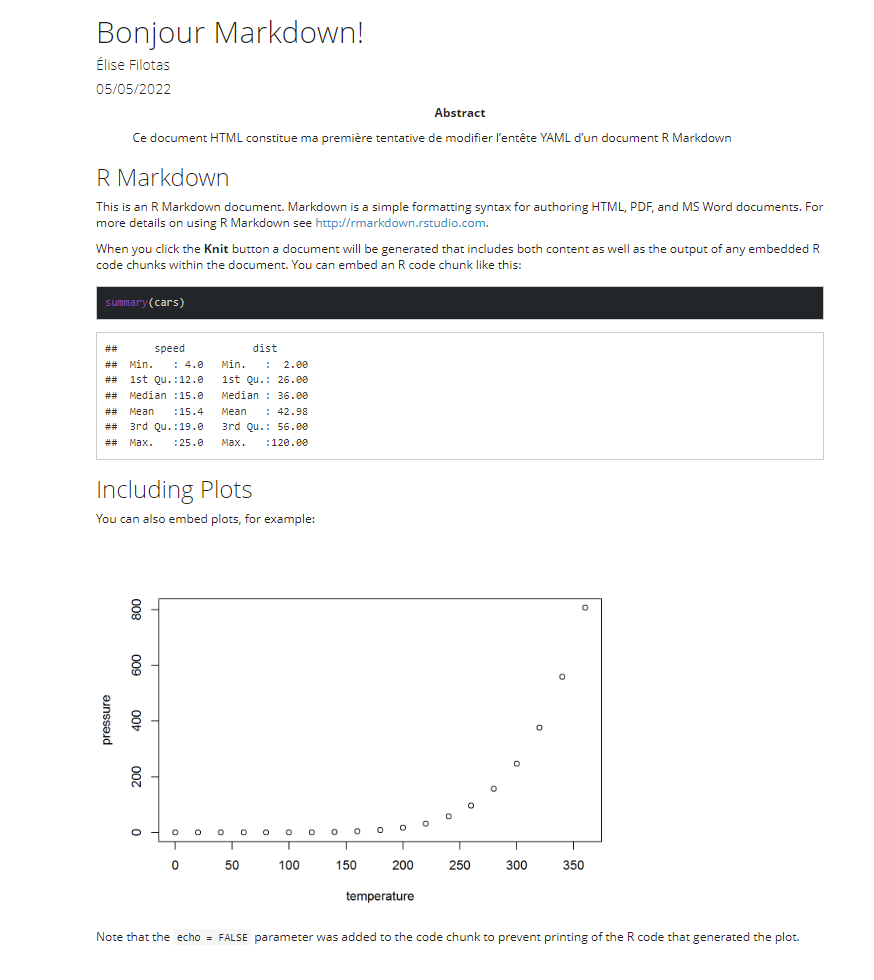 Bonjour Markdown!
Élise Filotas
05/05/2022
Abstract
Ce document HTML constitue ma première tentative de modifier l'entête YAML d'un document R Markdown
R Markdown
This is an R Markdown document. Markdown is a simple formatting syntax for authoring HTML, PDF, and MS Word documents. For
more details on using R Markdown see http://rmarkdown.rstudio.com.
When you click the Knit button a document will be generated that includes both content as well as the output of any embedded R
code chunks within the document. You can embed an R code chunk like this:
summary(cars)
##      speed           dist
##  Min.   : 4.0   Min.   :  2.00
##  1st Qu.:12.0   1st Qu.: 26.00
##  Median :15.0   Median : 36.00
##  Mean   :15.4   Mean   : 42.98
##  3rd Qu.:19.0   3rd Qu.: 56.00
##  Max.   :25.0   Max.   :120.00
Including Plots
You can also embed plots, for example:
800
600
400
200
0
pressure
0 50 100 150 200 250 300 350
temperature
Note that the echo = FALSE parameter was added to the code chunk to prevent printing of the R code that generated the plot.